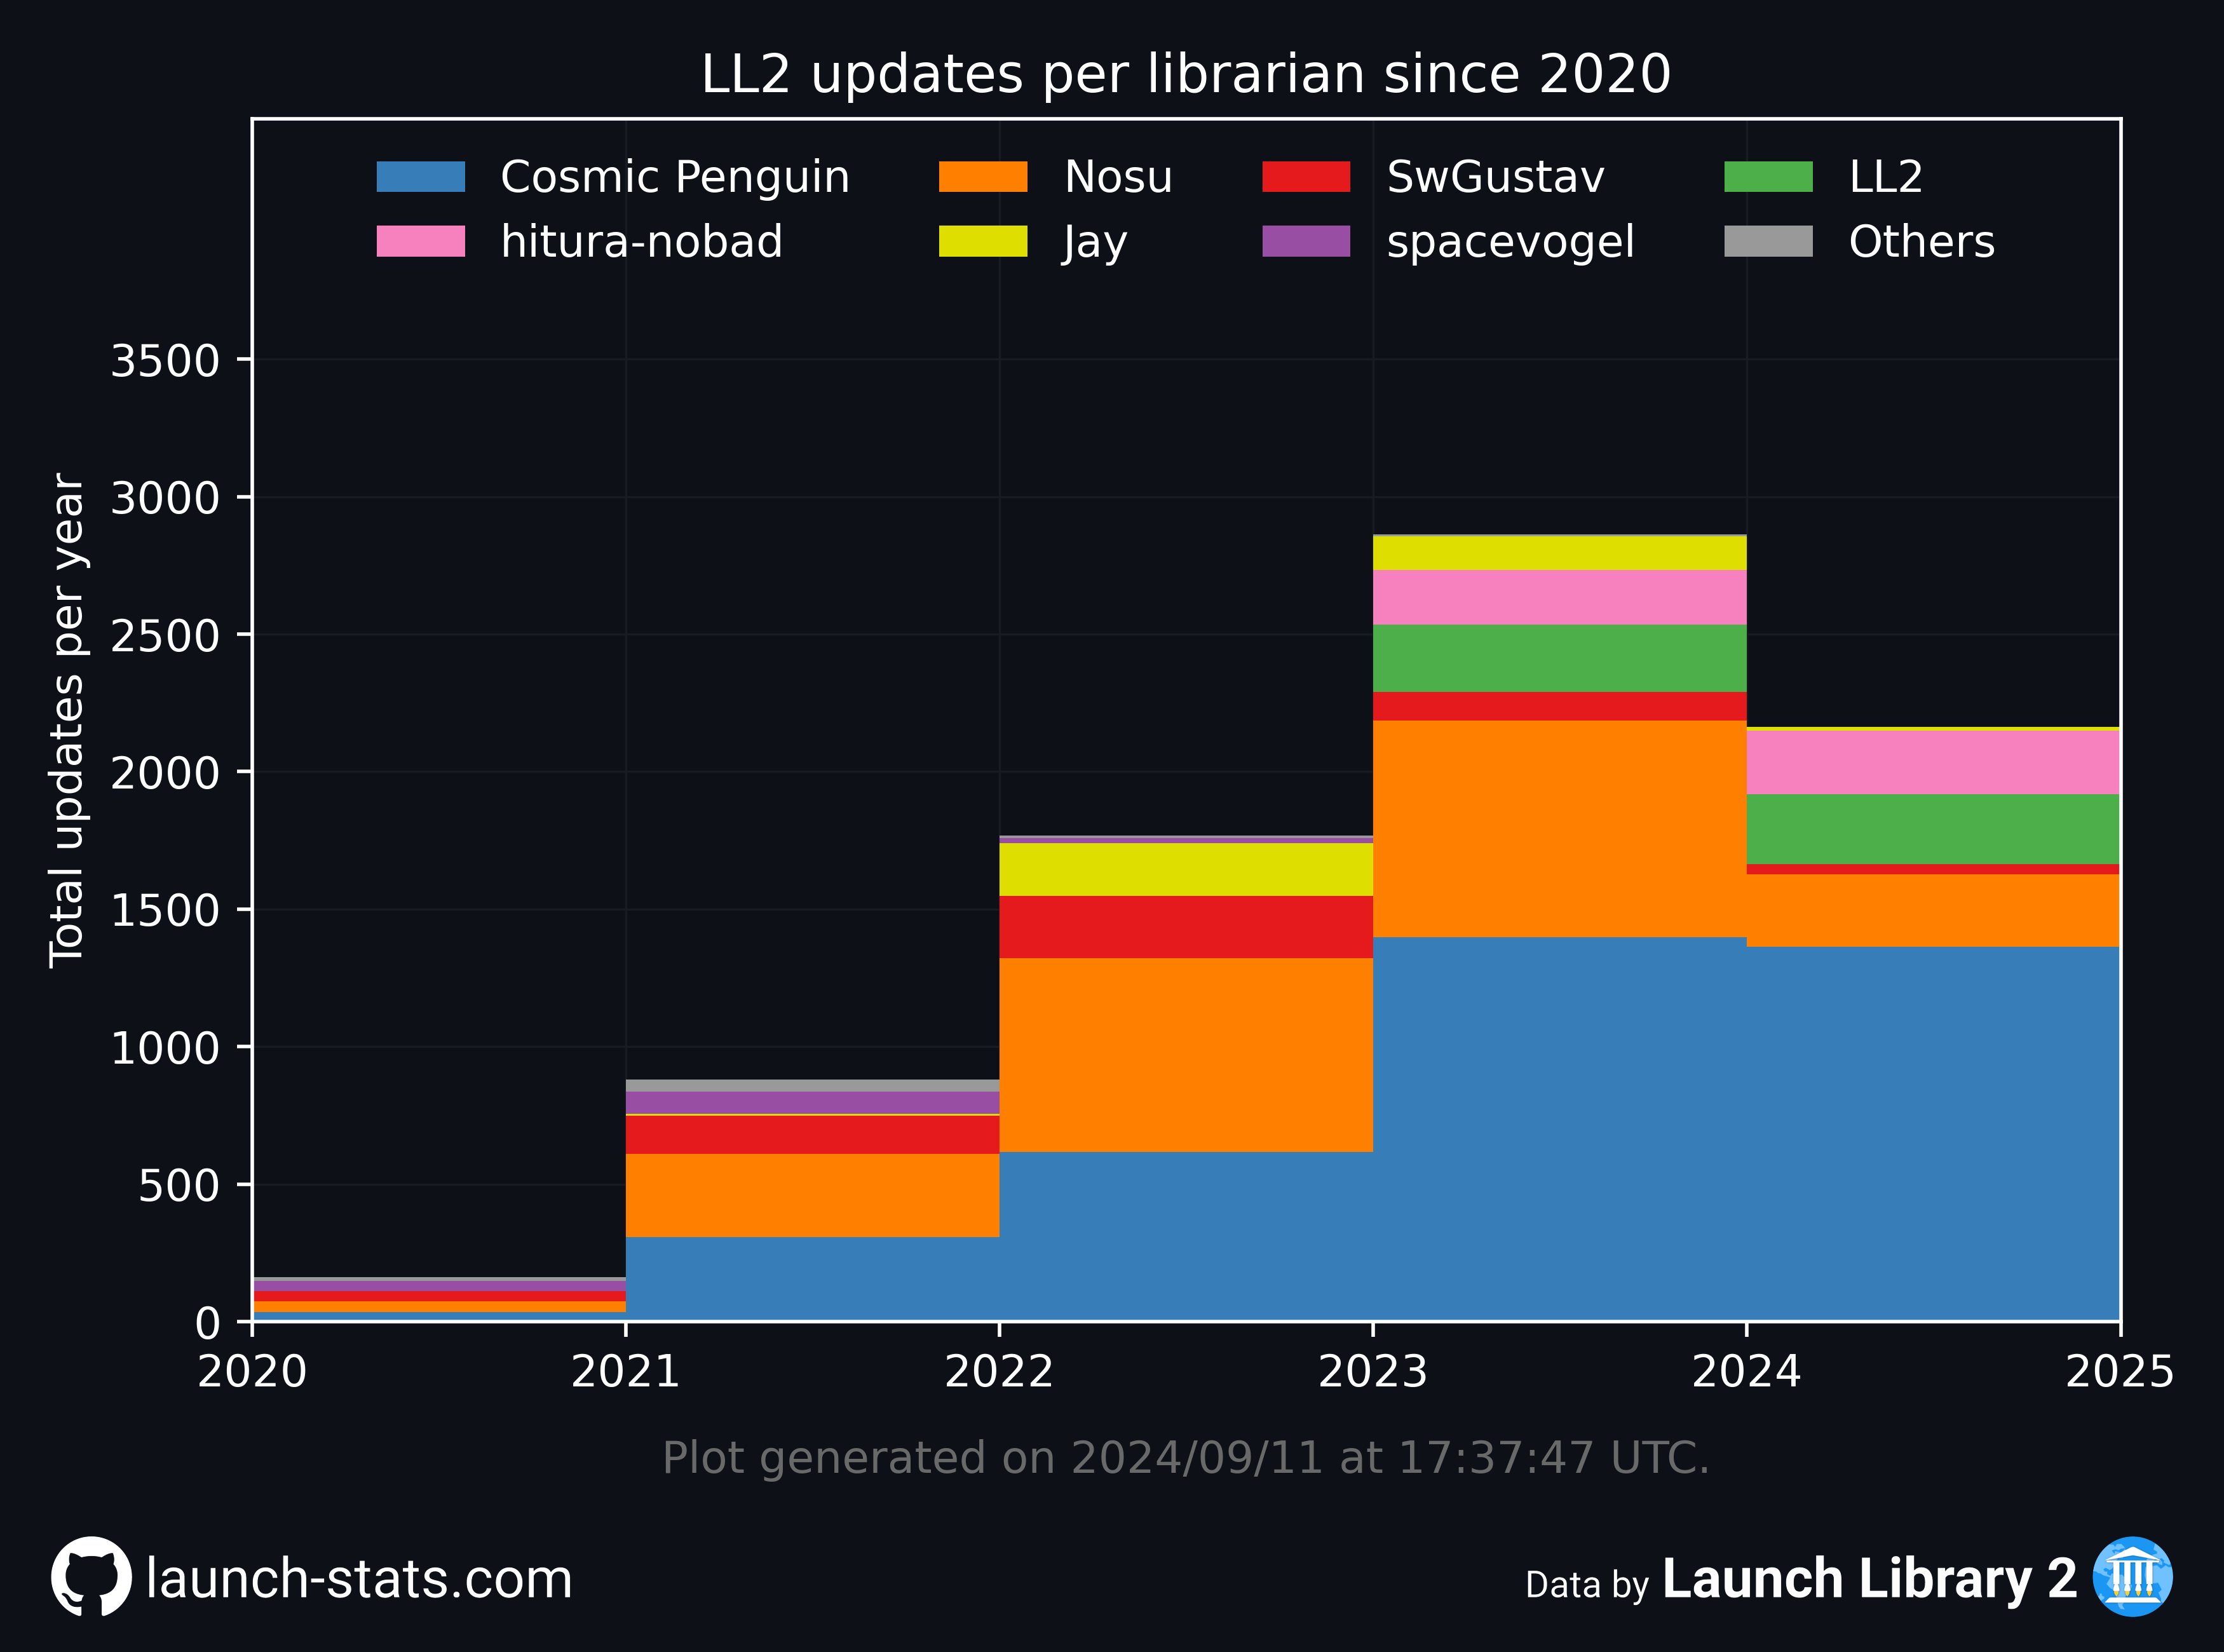 LL2 updates per librarian since 2020
Cosmic Penguin Nosu SwGustav LL2
hitura-nobad Jay spacevogel Others
Total updates per year
3500
3000
2500
2000
1500
1000
500
0
2020 2021 2022 2023 2024 2025
Plot generated on 2024/09/11 at 17:37:47 UTC.
launch-stats.com
Data by Launch Library 2